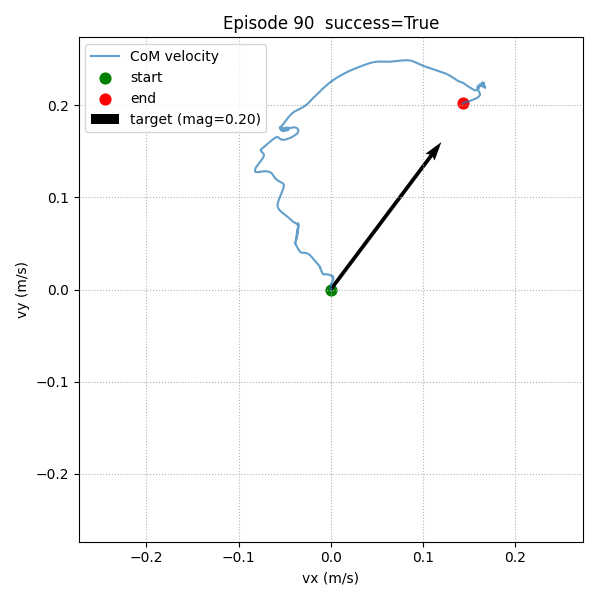 Episode 90  success=True
CoM velocity
start
end
target (mag=0.20)
vy (m/s)
0.2
0.1
0.0
−0.1
−0.2
−0.2
−0.1
0.0
0.1
0.2
vx (m/s)